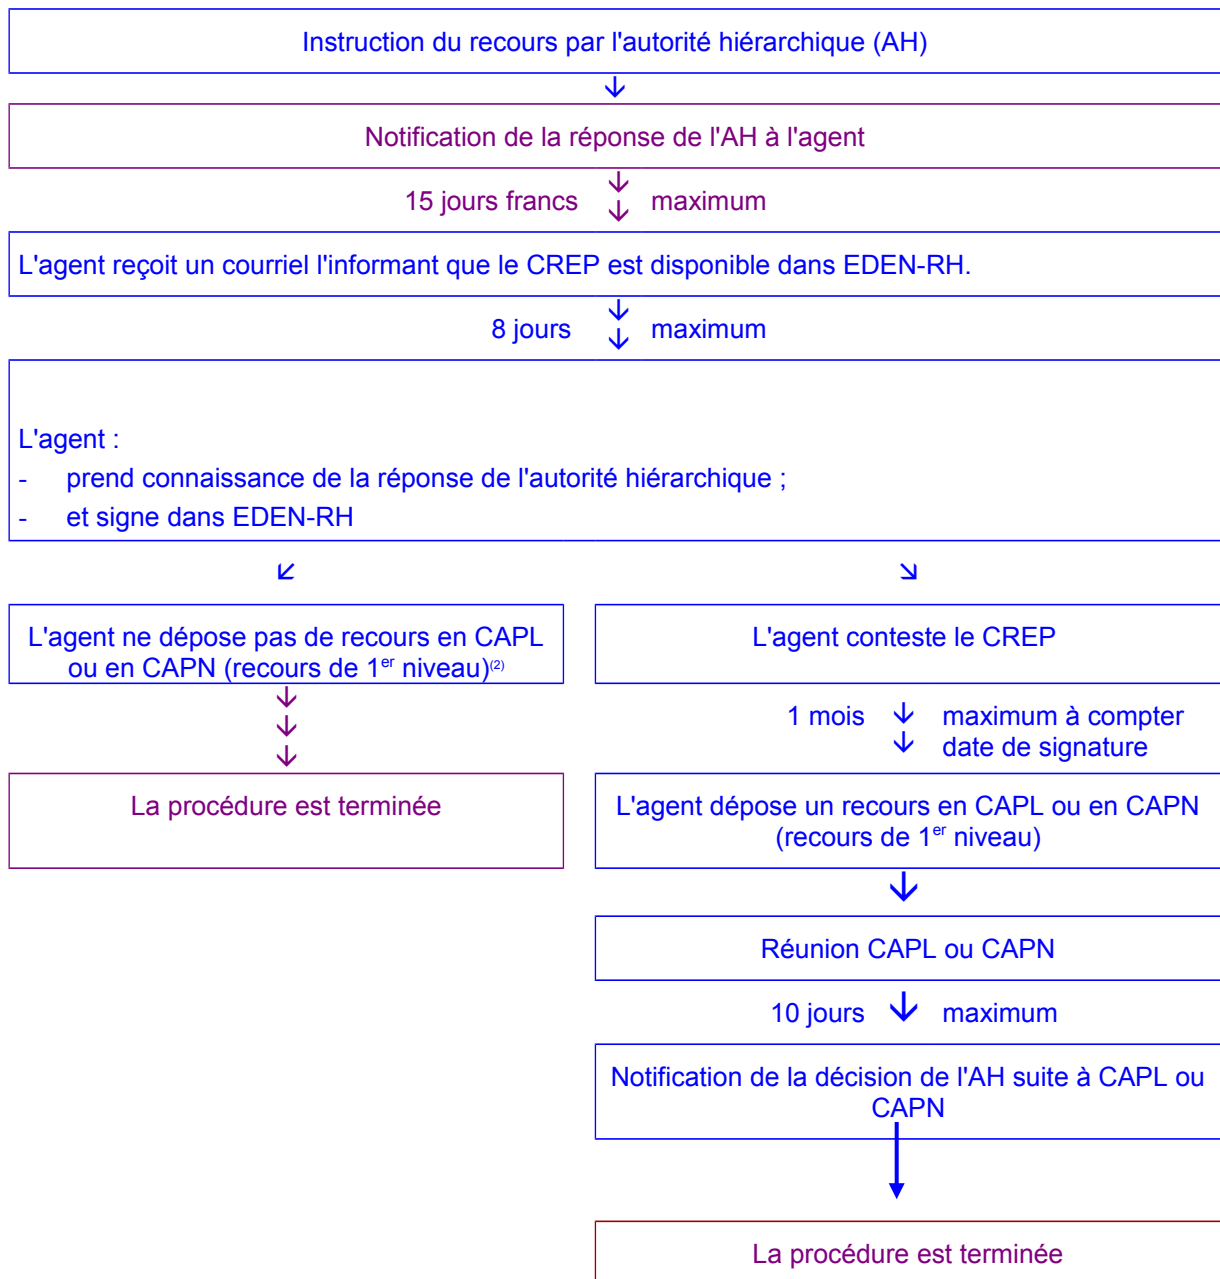 Instruction du recours par l'autorité hiérarchique (AH)
Notification de la réponse de l'AH à l'agent
15 jours francs maximum
L'agent reçoit un courriel l'informant que le CREP est disponible dans EDEN-RH.
8 jours maximum
L'agent :
- prend connaissance de la réponse de l'autorité hiérarchique ;
- et signe dans EDEN-RH
L'agent ne dépose pas de recours en CAPL
ou en CAPN (recours de 1er niveau)(2)
La procédure est terminée
L'agent conteste le CREP
1 mois maximum à compter
date de signature
L'agent dépose un recours en CAPL ou en CAPN
(recours de 1er niveau)
Réunion CAPL ou CAPN
10 jours maximum
Notification de la décision de l'AH suite à CAPL ou
CAPN
La procédure est terminée